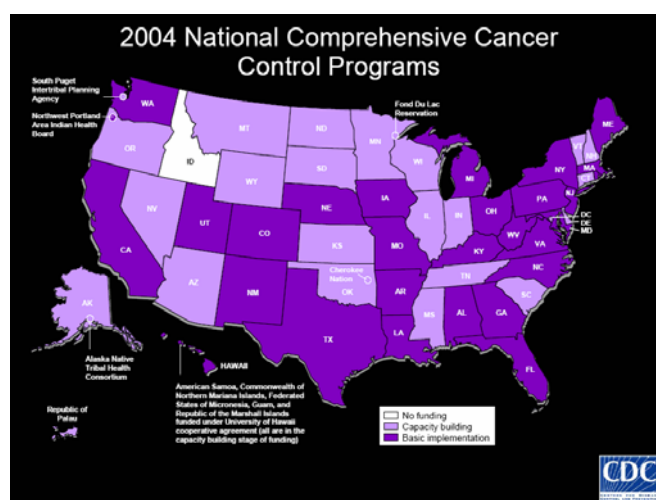 2004 National Comprehensive Cancer
Control Programs
South Puget
Intertribal Planning
Agency
Northwest Portland
Area Indian Health
Board
Fond Du Lac
Reservation
WA
OR
ID
MT
ND
MN
WI
MI
ME
VT
NH
MA
CT
NY
NJ
PA
DC
DE
MD
SD
WY
NV
UT
CO
NE
IA
IL
IN
OH
WV
VA
KY
NC
TN
SC
CA
AZ
NM
KS
MO
Cherokee
Nation
OK
AR
MS
AL
GA
LA
TX
FL
AK
Alaska Native
Tribal Health
Consortium
HAWAII
American Samoa, Commonwealth of
Northern Mariana Islands, Federated
States of Micronesia, Guam, and
Republic of the Marshall Islands
funded under University of Hawaii
cooperative agreement (all are in the
capacity building stage of funding)
Republic of
Palau
No funding
Capacity building
Basic implementation
CDC